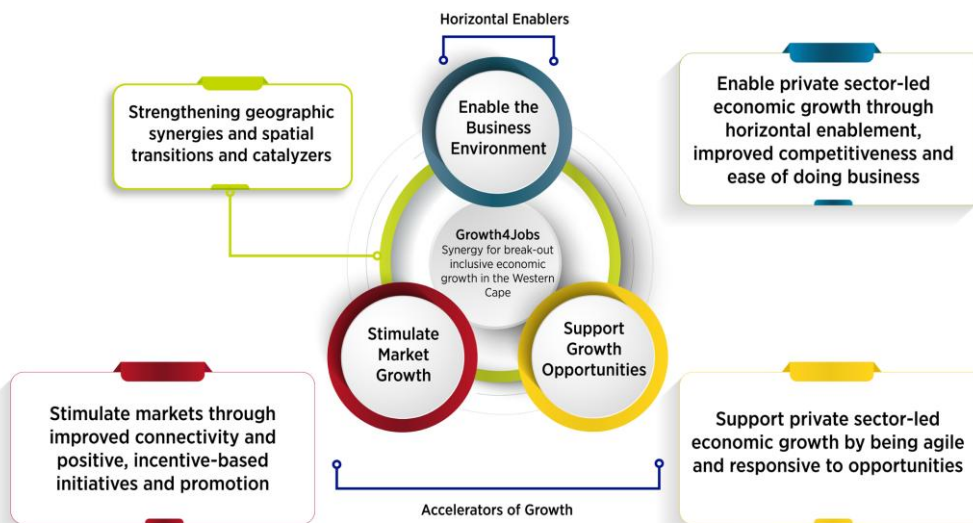 Horizontal Enablers
Strengthening geographic
synergies and spatial
transitions and catalyzers
Enable the
Business
Environment
Enable private sector-led
economic growth through
horizontal enablement,
improved competitiveness and
ease of doing business
Growth4Jobs
Synergy for break-out
inclusive economic
growth in the Western
Cape
Stimulate
Market
Growth
Support
Growth
Opportunities
Stimulate markets through
improved connectivity and
positive, incentive-based
initiatives and promotion
Support private sector-led
economic growth by being agile
and responsive to opportunities
Accelerators of Growth